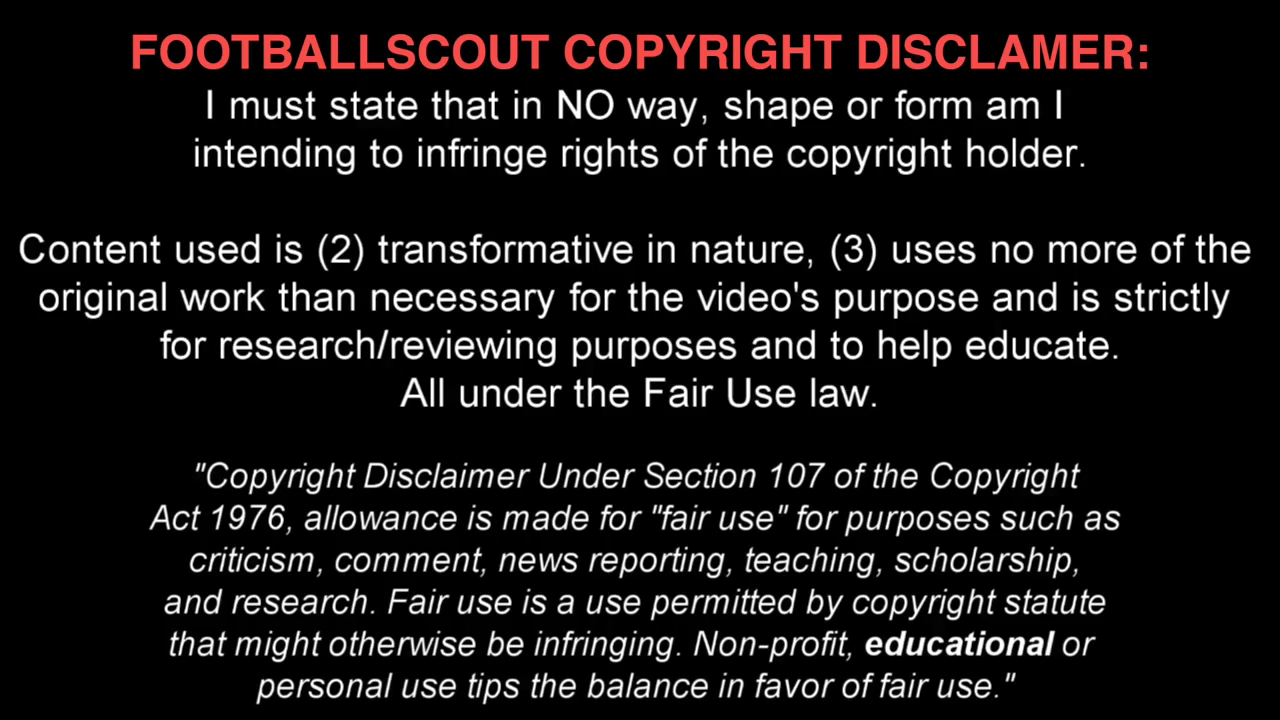 FOOTBALLSCOUT COPYRIGHT DISCLAMER:
I must state that in NO way, shape or form am I
intending to infringe rights of the copyright holder.
Content used is (2) transformative in nature, (3) uses no more of the
original work than necessary for the video's purpose and is strictly
for research/reviewing purposes and to help educate.
All under the Fair Use law.
"Copyright Disclaimer Under Section 107 of the Copyright
Act 1976, allowance is made for "fair use" for purposes such as
criticism, comment, news reporting, teaching, scholarship,
and research. Fair use is a use permitted by copyright statute
that might otherwise be infringing. Non-profit, educational or
personal use tips the balance in favor of fair use."